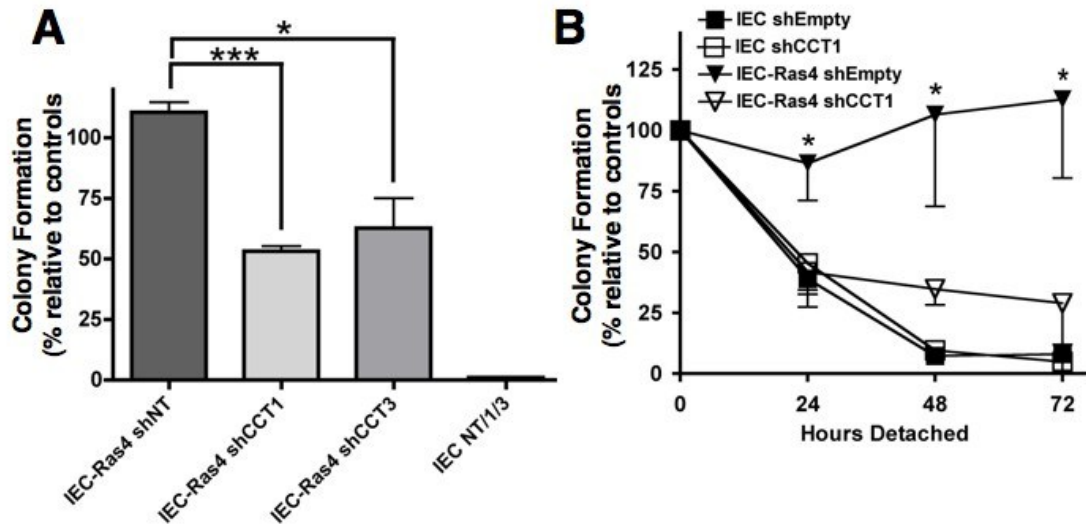 A
Colony Formation
(% relative to controls)
100
75
50
25
0
***
*
IEC-Ras4 shNT
IEC-Ras4 shCCT1
IEC-Ras4 shCCT3
IEC NT/1/3
B
IEC shEmpty
IEC shCCT1
IEC-Ras4 shEmpty
IEC-Ras4 shCCT1
Colony Formation
(% relative to controls)
125
100
75
50
25
0
*
*
*
0 24 48 72
Hours Detached